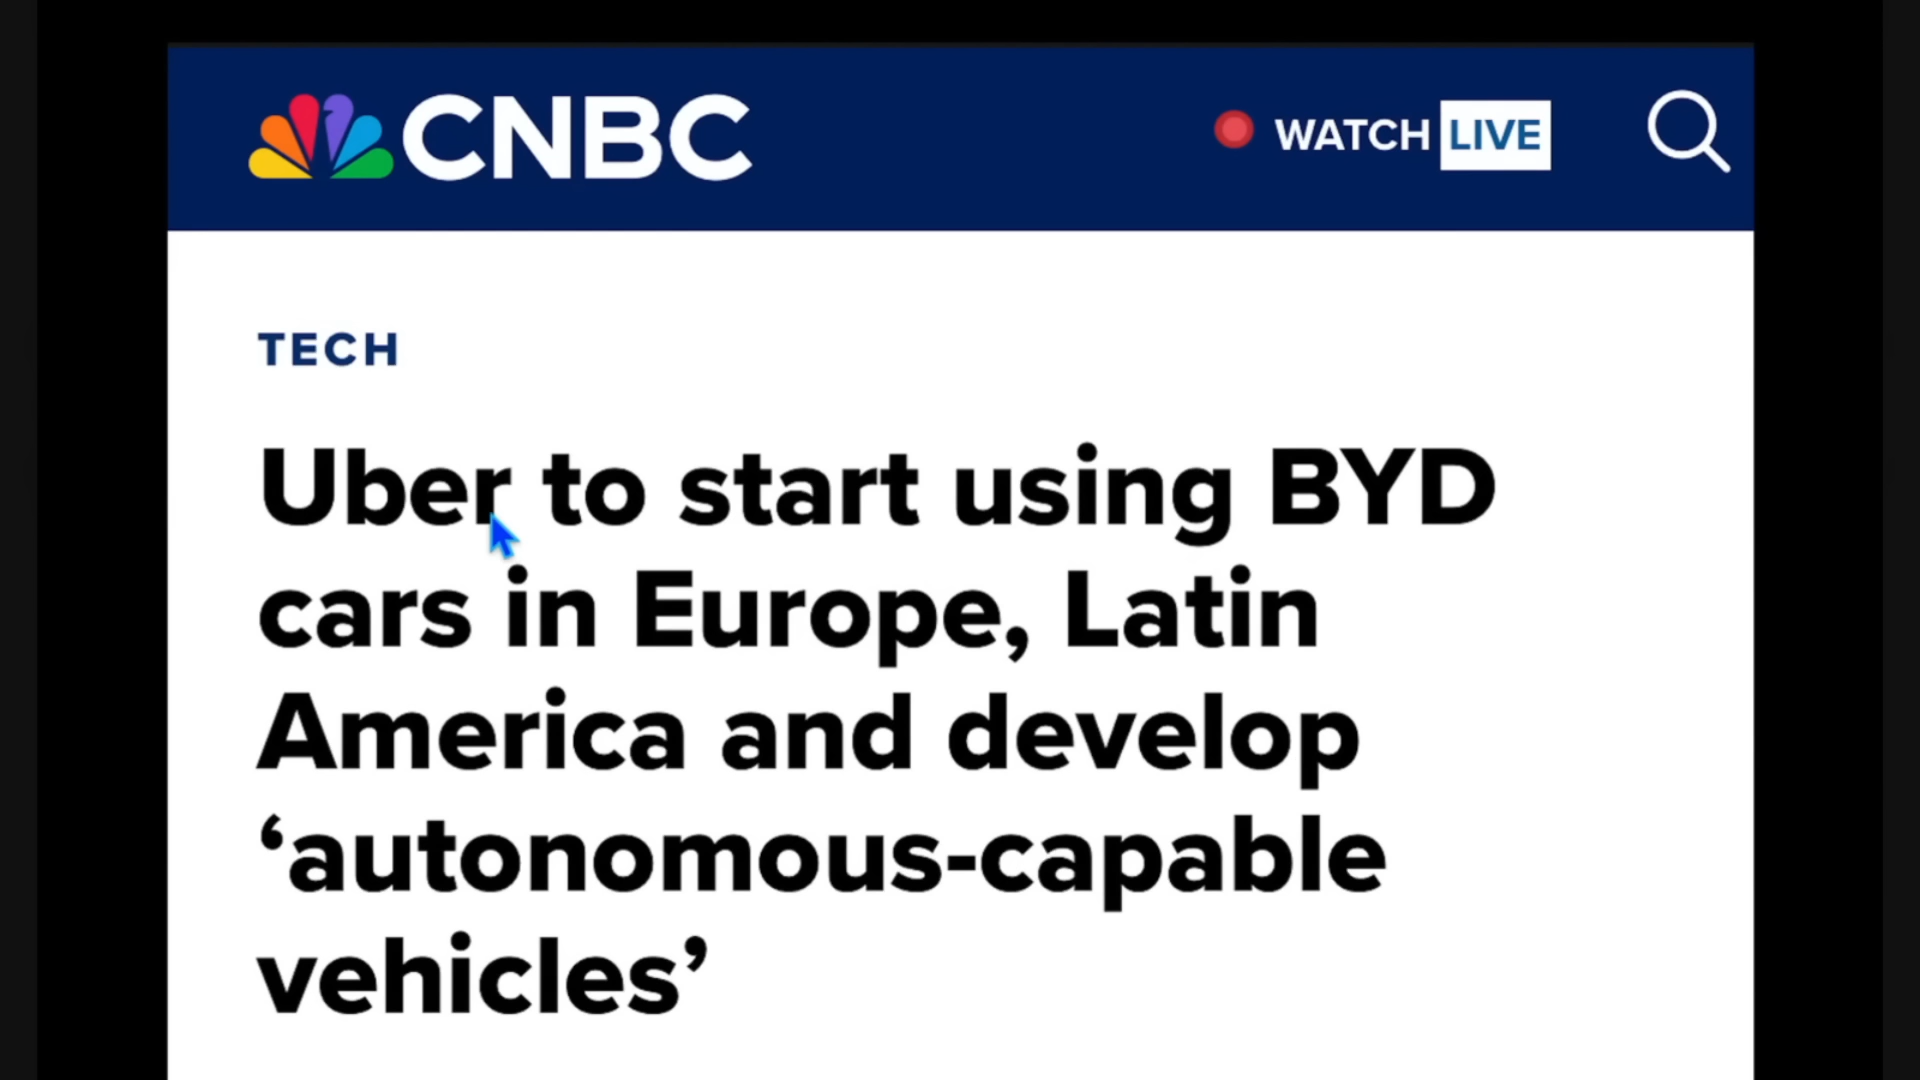 CNBC
WATCH LIVE
TECH
Uber to start using BYD
cars in Europe, Latin
America and develop
‘autonomous-capable
vehicles’